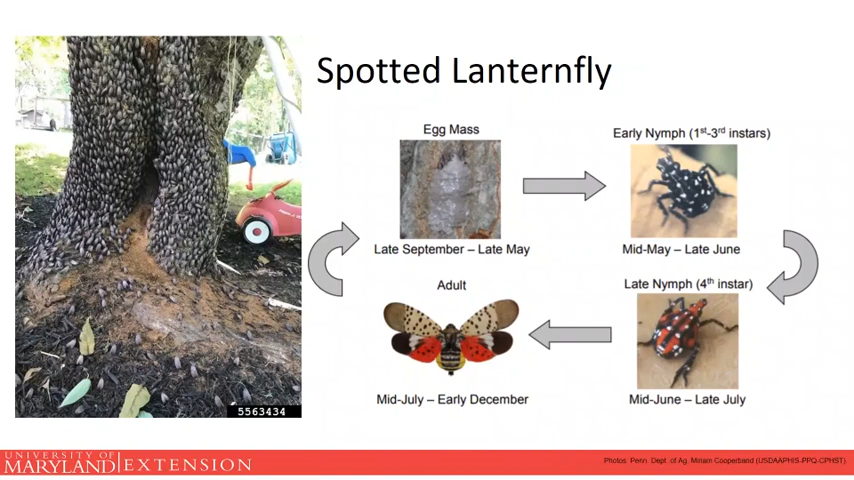 Spotted Lanternfly
Egg Mass
Early Nymph (1st-3rd instars)
Late September – Late May
Mid-May – Late June
Adult
Late Nymph (4th instar)
Mid-July – Early December
Mid-June – Late July
5563434
UNIVERSITY OF
MARYLAND EXTENSION
Photos: Penn. Dept. of Ag, Miriam Cooperband (USDAAPHIS-PPQ-CPHST)